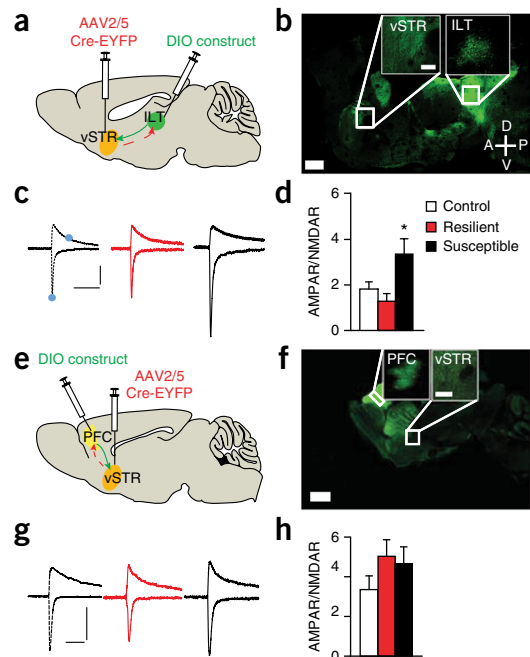 a
AAV2/5
Cre-EYFP
DIO construct
vSTR
ILT
b
vSTR
ILT
D
A
P
V
c
d
AMPAR/NMDAR
6
4
2
0
*
Control
Resilient
Susceptible
e
DIO construct
AAV2/5
Cre-EYFP
PFC
vSTR
f
PFC
vSTR
g
h
AMPAR/NMDAR
6
4
2
0